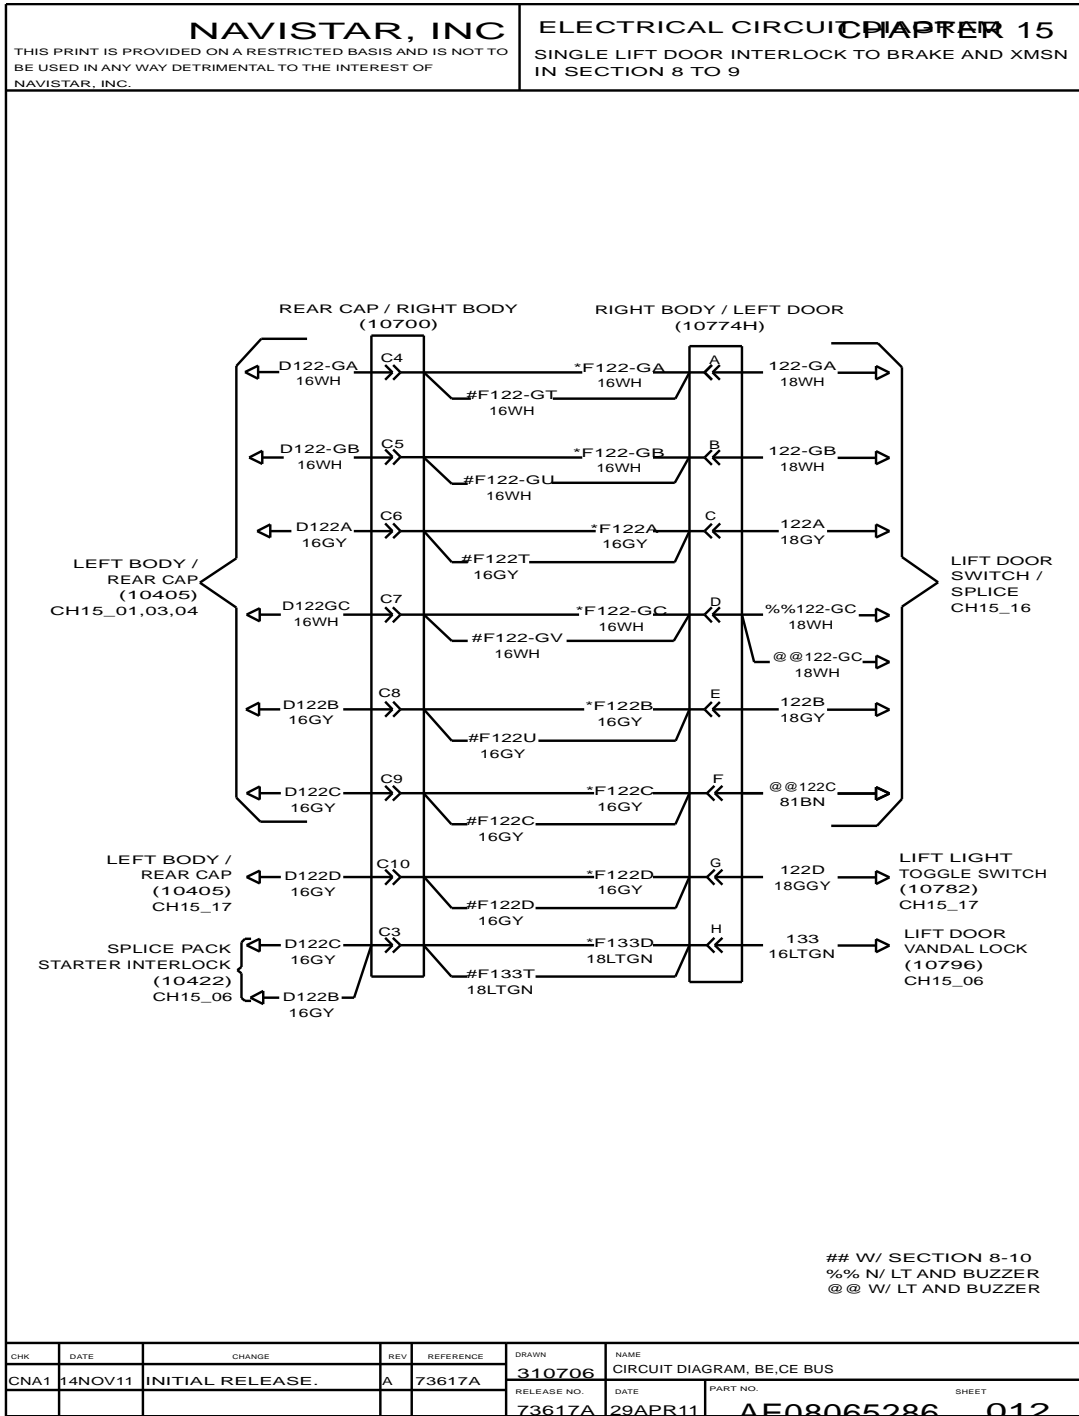 NAVISTAR, INC
THIS PRINT IS PROVIDED ON A RESTRICTED BASIS AND IS NOT TO
BE USED IN ANY WAY DETRIMENTAL TO THE INTEREST OF
NAVISTAR, INC.
ELECTRICAL CIRCUIT DIAGRAM
CHAPTER 15
SINGLE LIFT DOOR INTERLOCK TO BRAKE AND XMSN
IN SECTION 8 TO 9
REAR CAP / RIGHT BODY
(10700)
RIGHT BODY / LEFT DOOR
(10774H)
D122-GA
16WH
C4
*F122-GA
16WH
#F122-GT
16WH
A
122-GA
18WH
D122-GB
16WH
C5
*F122-GB
16WH
#F122-GU
16WH
B
122-GB
18WH
D122A
16GY
C6
*F122A
16GY
#F122T
16GY
C
122A
18GY
LEFT BODY /
REAR CAP
(10405)
CH15_01,03,04
LIFT DOOR
SWITCH /
SPLICE
CH15_16
D122GC
16WH
C7
*F122-GC
16WH
#F122-GV
16WH
D
%%122-GC
18WH
@@122-GC
18WH
D122B
16GY
C8
*F122B
16GY
#F122U
16GY
E
122B
18GY
D122C
16GY
C9
*F122C
16GY
#F122C
16GY
F
@@122C
81BN
LEFT BODY /
REAR CAP
(10405)
CH15_17
D122D
16GY
C10
*F122D
16GY
#F122D
16GY
G
122D
18GGY
LIFT LIGHT
TOGGLE SWITCH
(10782)
CH15_17
SPLICE PACK
STARTER INTERLOCK
(10422)
CH15_06
D122C
16GY
D122B
16GY
C3
*F133D
18LTGN
#F133T
18LTGN
H
133
16LTGN
LIFT DOOR
VANDAL LOCK
(10796)
CH15_06
## W/ SECTION 8-10
%% N/ LT AND BUZZER
@@ W/ LT AND BUZZER
CHK DATE CHANGE REV REFERENCE
CNA1 14NOV11 INITIAL RELEASE. A 73617A
DRAWN
310706
NAME
CIRCUIT DIAGRAM, BE,CE BUS
RELEASE NO.
73617A
DATE
29APR11
PART NO.
AE08065286
SHEET
012